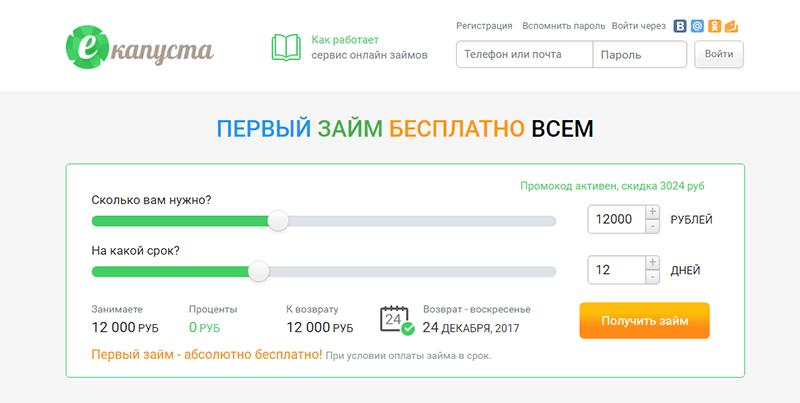 Регистрация Вспомнить пароль Войти через
екапуста
Как работает
сервис онлайн займов
Телефон или почта Пароль Войти
ПЕРВЫЙ ЗАЙМ БЕСПЛАТНО ВСЕМ
Промокод активен, скидка 3024 руб
Сколько вам нужно?
12000 + - РУБЛЕЙ
На какой срок?
12 + - ДНЕЙ
Занимаете Проценты К возврату Возврат - воскресенье
12 000 РУБ 0 РУБ 12 000 РУБ 24 24 ДЕКАБРЯ, 2017
Получить займ
Первый займ - абсолютно бесплатно! При условии оплаты займа в срок.